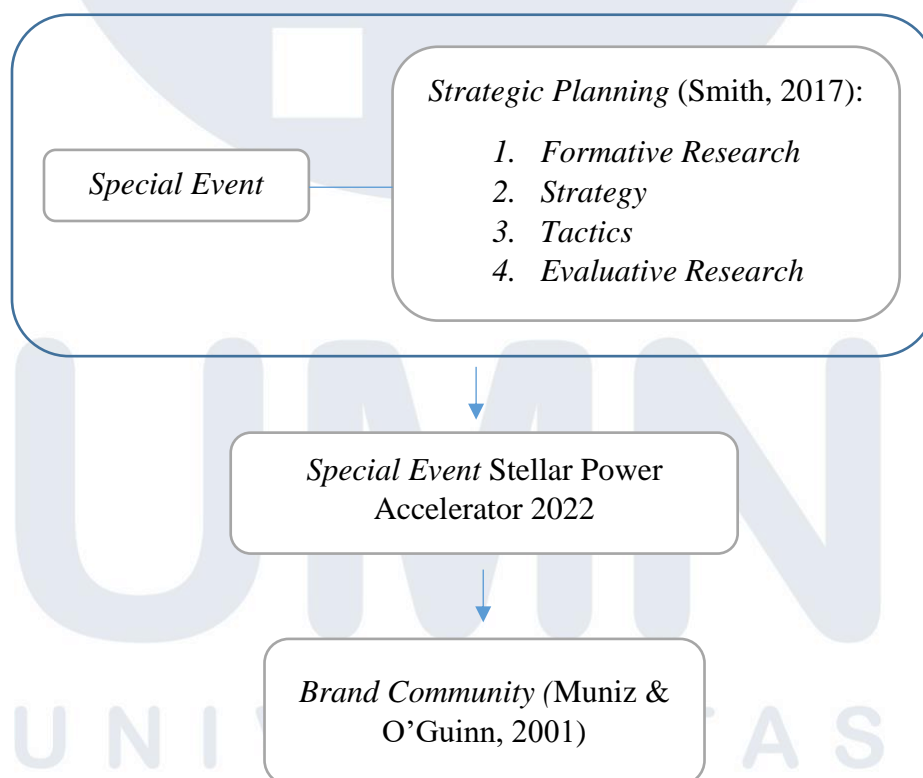 Strategic Planning (Smith, 2017):
1. Formative Research
Special Event
2. Strategy
3. Tactics
4. Evaluative Research
UMN
Special Event Stellar Power
Accelerator 2022
Brand Community (Muniz &
O’Guinn, 2001)